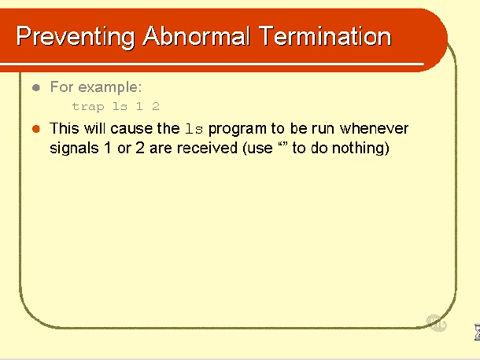 Preventing Abnormal Termination
For example:
trap ls 1 2
This will cause the ls program to be run whenever
signals 1 or 2 are received (use “” to do nothing)